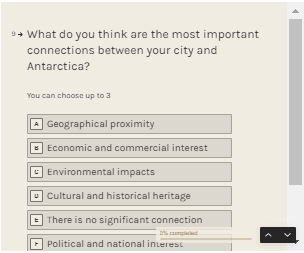 9→ What do you think are the most important
connections between your city and
Antarctica?
You can choose up to 3
A Geographical proximity
B Economic and commercial interest
C Environmental impacts
D Cultural and historical heritage
E There is no significant connection
F Political and national interest
0% completed